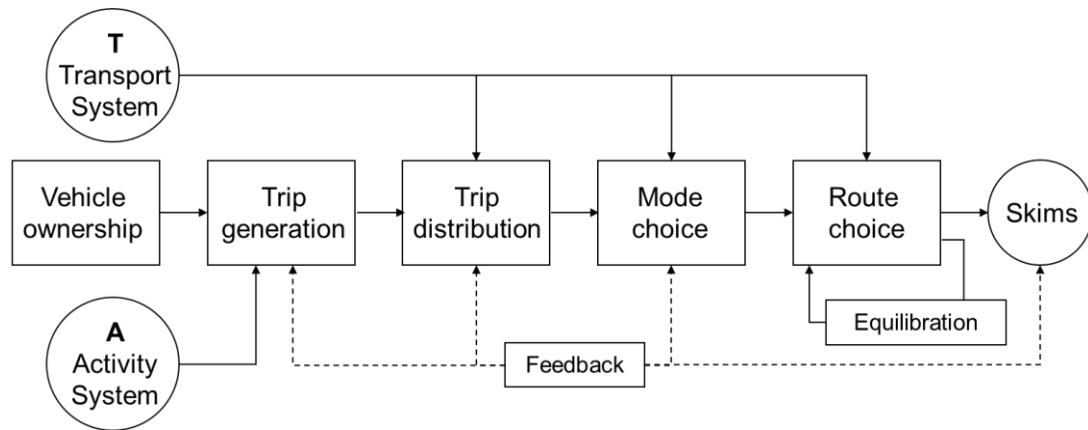 T
Transport
System
Vehicle
ownership
Trip
generation
Trip
distribution
Mode
choice
Route
choice
Skims
A
Activity
System
Feedback
Equilibration